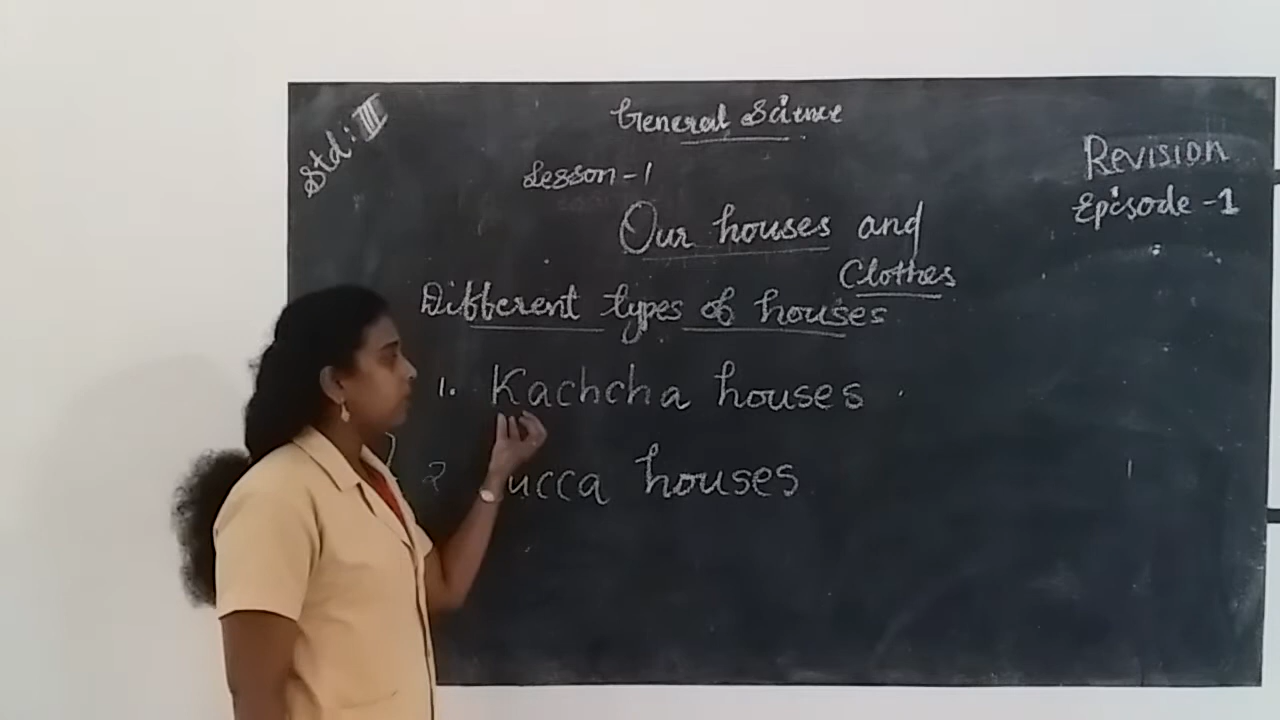 Std: III
General Science
Revision
Episode -1
Lesson -1
Our houses and
Clothes
Different types of houses
1. Kachcha houses
2 ucca houses